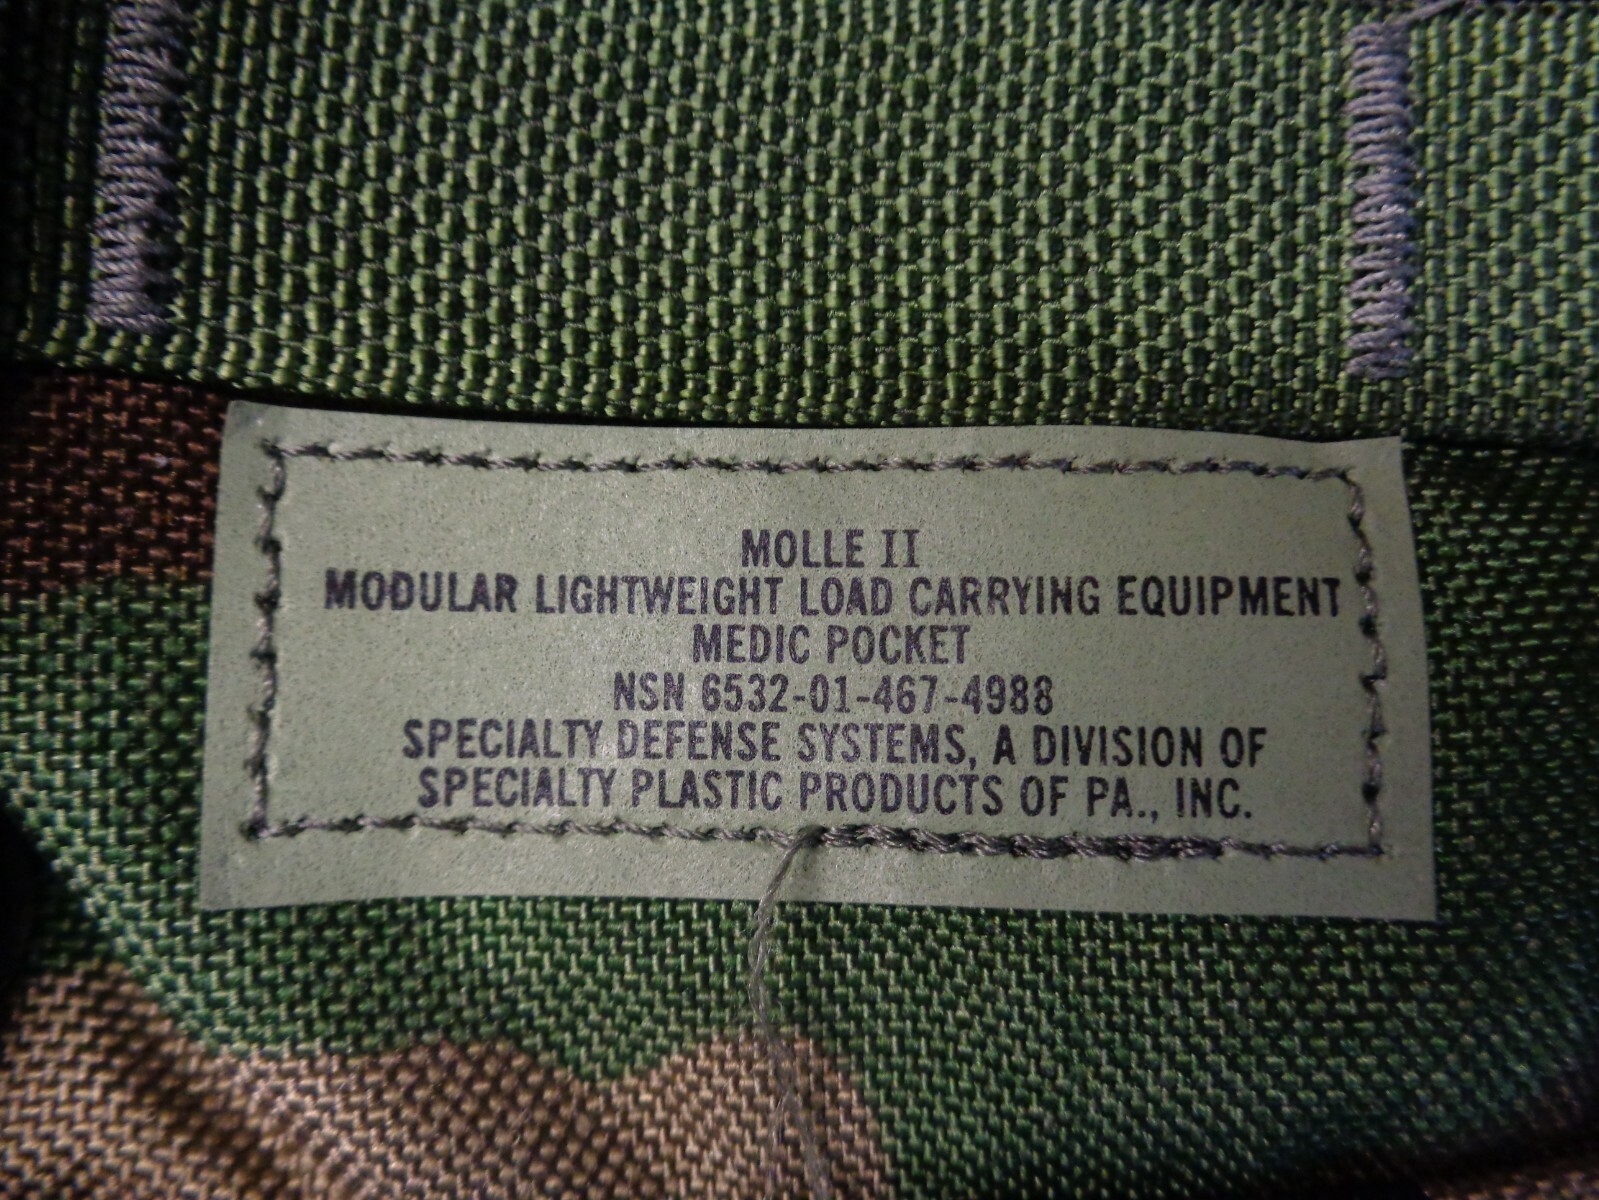 MOLLE II
MODULAR LIGHTWEIGHT LOAD CARRYING EQUIPMENT
MEDIC POCKET
NSN 6532-01-467-4988
SPECIALTY DEFENSE SYSTEMS, A DIVISION OF
SPECIALTY PLASTIC PRODUCTS OF PA., INC.